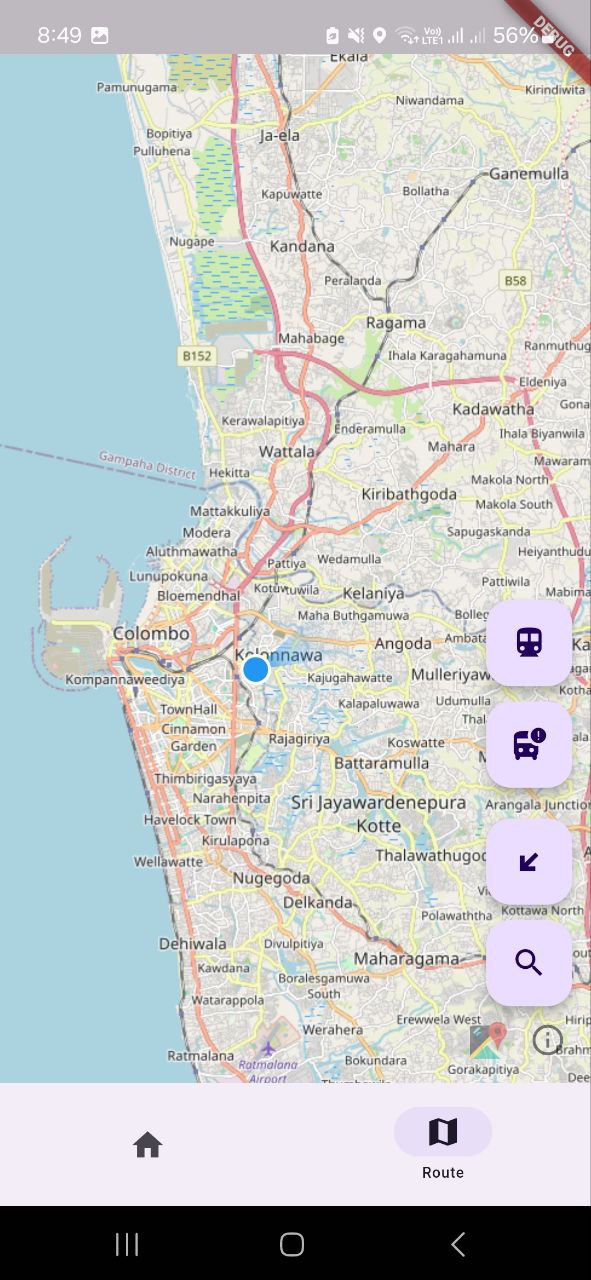 8:49
Vo)
LTE1
56%
DEBUG
Ekala
Pamunugama
Niwandama
Kirindiwita
Bopitiya
Ja-ela
Pulluhena
Ganemulla
Kapuwatte
Bollatha
Nugape
Kandana
Peralanda
B58
Ragama
Mahabage
B152
Ihala Karagahamuna
Ranmuthug
Eldeniya
Kadawatha
Gona
Kerawalapitiya
Enderamulla
Ihala Biyanwila
Wattala
Mahara
Mawaram
Gampaha District
Hekitta
Makola North
Kiribathgoda
Makola South
Mattakkuliya
Modera
Sapugaskanda
Aluthmawatha
Heiyanthudu
Wedamulla
Pattiya
Lunupokuna
Pattiwila
Bloemendhal
Kelaniya
Mabima
Maha Buthgamuwa
Colombo
Angoda
Kolonnawa
Kompannaweediya
Kajugahawatte
Mulleriyaw
Kotha
TownHall
Kalapaluwawa
Udumulla
Cinnamon
Garden
Rajagiriya
Koswatte
Battaramulla
Thimbirigasyaya
Narahenpita
Sri Jayawardenepura
Kotte
Arangala Junction
Havelock Town
Kirulapona
Wellawatte
Thalawathugod
Nugegoda
Delkanda
Polawaththa
Kottawa North
Dehiwala
Divulpitiya
Maharagama
Kawdana
Boralesgamuwa
South
Watarappola
Erewwela West
Werahera
Ratmalana
Ratmalana
Airport
Bokundara
Gorakapitiya
Route